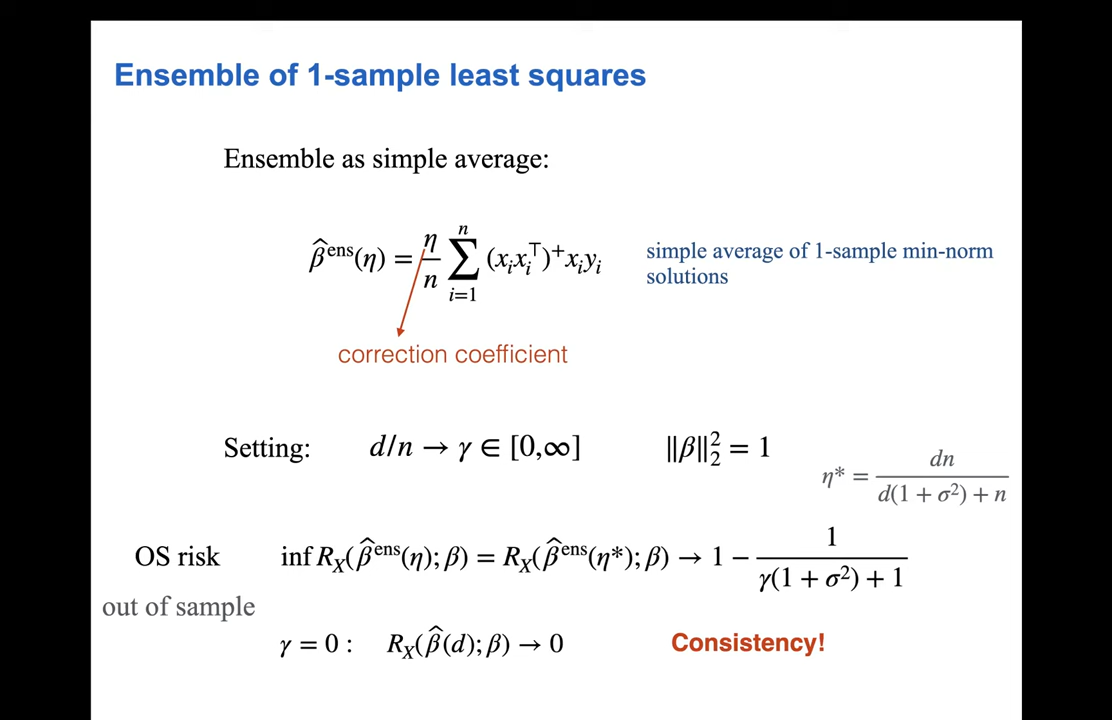 Ensemble of 1-sample least squares
Ensemble as simple average:
β̂^ens(η) = η/n ∑_{i=1}^{n} (x_i x_i^⊤)^+ x_i y_i
simple average of 1-sample min-norm
solutions
correction coefficient
Setting: d/n → γ ∈ [0,∞] ||β||_2^2 = 1
η* = dn / (d(1 + σ²) + n)
OS risk inf R_X(β̂^ens(η); β) = R_X(β̂^ens(η*); β) → 1 − 1 / (γ(1 + σ²) + 1)
out of sample
γ = 0 : R_X(β̂(d); β) → 0 Consistency!